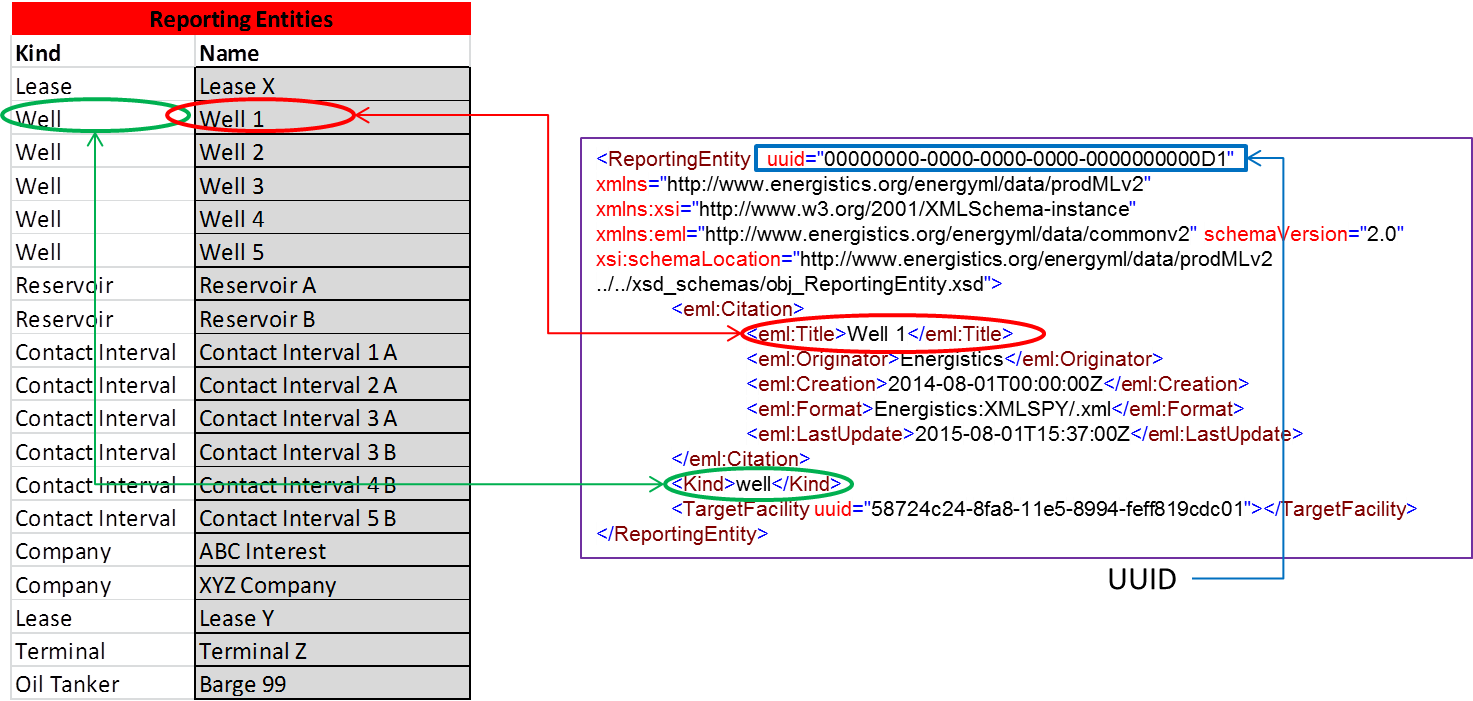 Reporting Entities
Kind Name
Lease Lease X
Well Well 1
Well Well 2
Well Well 3
Well Well 4
Well Well 5
Reservoir Reservoir A
Reservoir Reservoir B
Contact Interval Contact Interval 1 A
Contact Interval Contact Interval 2 A
Contact Interval Contact Interval 3 A
Contact Interval Contact Interval 3 B
Contact Interval Contact Interval 4 B
Contact Interval Contact Interval 5 B
Company ABC Interest
Company XYZ Company
Lease Lease Y
Terminal Terminal Z
Oil Tanker Barge 99
<ReportingEntity uuid="00000000-0000-0000-0000-0000000000D1"
xmlns="http://www.energistics.org/energyml/data/prodMLv2"
xmlns:xsi="http://www.w3.org/2001/XMLSchema-instance"
xmlns:eml="http://www.energistics.org/energyml/data/commonv2" schemaVersion="2.0"
xsi:schemaLocation="http://www.energistics.org/energyml/data/prodMLv2
../../xsd_schemas/obj_ReportingEntity.xsd">
<eml:Citation>
<eml:Title>Well 1</eml:Title>
<eml:Originator>Energistics</eml:Originator>
<eml:Creation>2014-08-01T00:00:00Z</eml:Creation>
<eml:Format>Energistics:XMLSPY/.xml</eml:Format>
<eml:LastUpdate>2015-08-01T15:37:00Z</eml:LastUpdate>
</eml:Citation>
<Kind>well</Kind>
<TargetFacility uuid="58724c24-8fa8-11e5-8994-feff819cdc01"></TargetFacility>
</ReportingEntity>
UUID